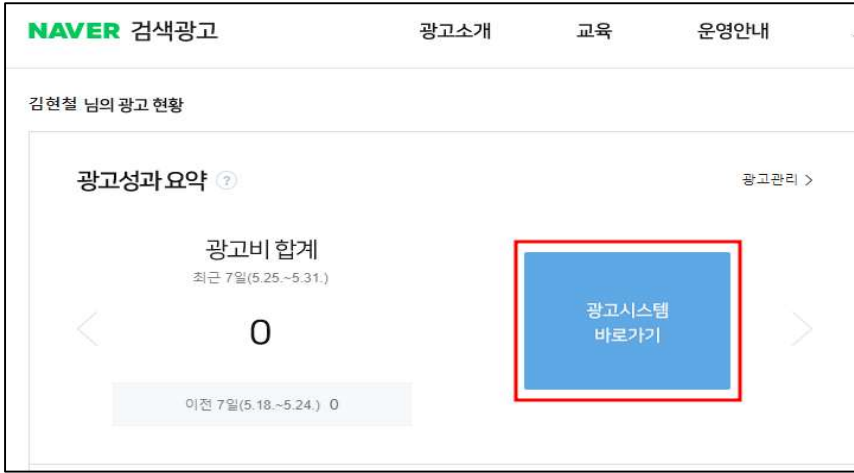 NAVER 검색광고 광고소개 교육 운영안내
김현철 님의 광고 현황
광고성과 요약 ? 광고관리 >
광고비 합계
최근 7일(5.25.~5.31.)
0
이전 7일(5.18.~5.24.) 0
광고시스템
바로가기